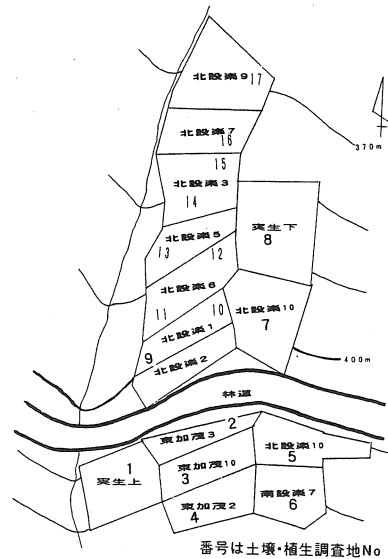 北設楽9 17
北設楽7
16
370m
15
北設楽3
14
実生下
8
北設楽5
13 12
北設楽6
11 10
北設楽10
7
北設楽1
9
北設楽2
400m
林道
2
東加茂3
北設楽10
5
1
実生上
東加茂10
3
南設楽7
6
東加茂2
4
番号は土壌・植生調査地No